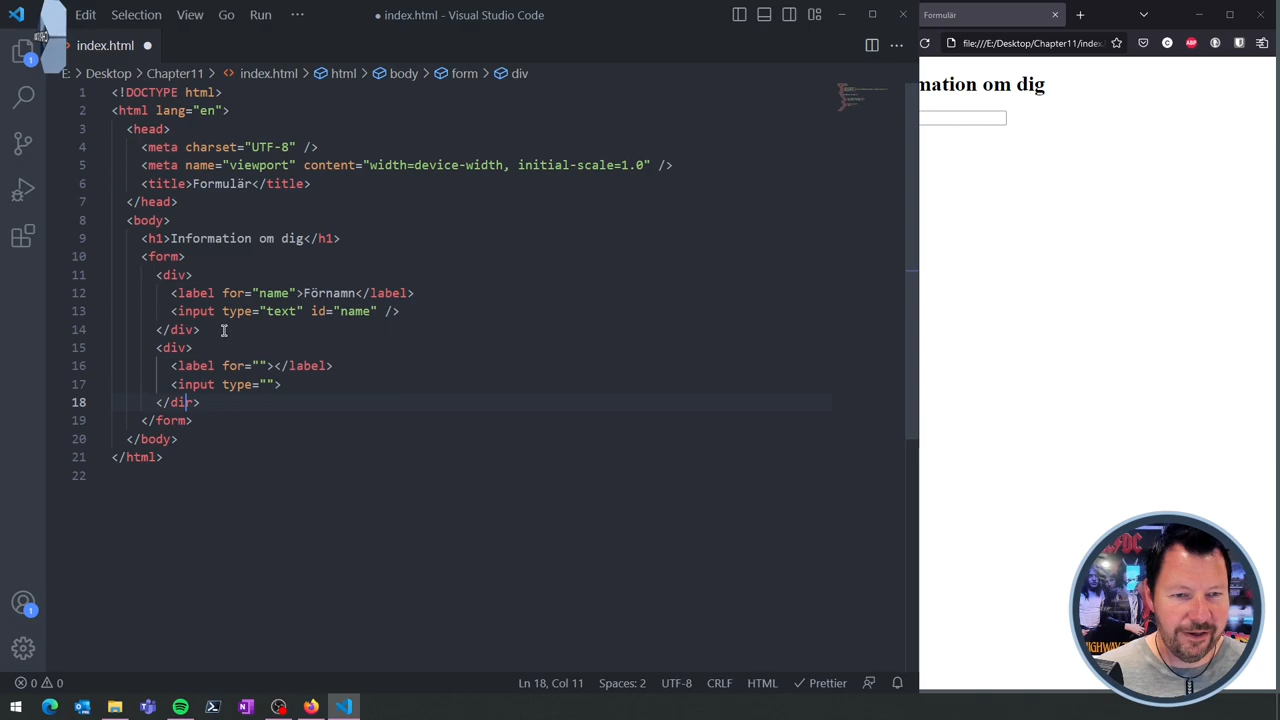 Edit Selection View Go Run ··· ● index.html - Visual Studio Code
index.html ●
E: > Desktop > Chapter11 > index.html > html > body > form > div
1 <!DOCTYPE html>
2 <html lang="en">
3 <head>
4 <meta charset="UTF-8" />
5 <meta name="viewport" content="width=device-width, initial-scale=1.0" />
6 <title>Formulär</title>
7 </head>
8 <body>
9 <h1>Information om dig</h1>
10 <form>
11 <div>
12 <label for="name">Förnamn</label>
13 <input type="text" id="name" />
14 </div>
15 <div>
16 <label for=""></label>
17 <input type="">
18 </dir>
19 </form>
20 </body>
21 </html>
22
1
1
0 0
Ln 18, Col 11 Spaces: 2 UTF-8 CRLF HTML Prettier
Formulär
file:///E:/Desktop/Chapter11/index.
mation om dig
HIGHWAY